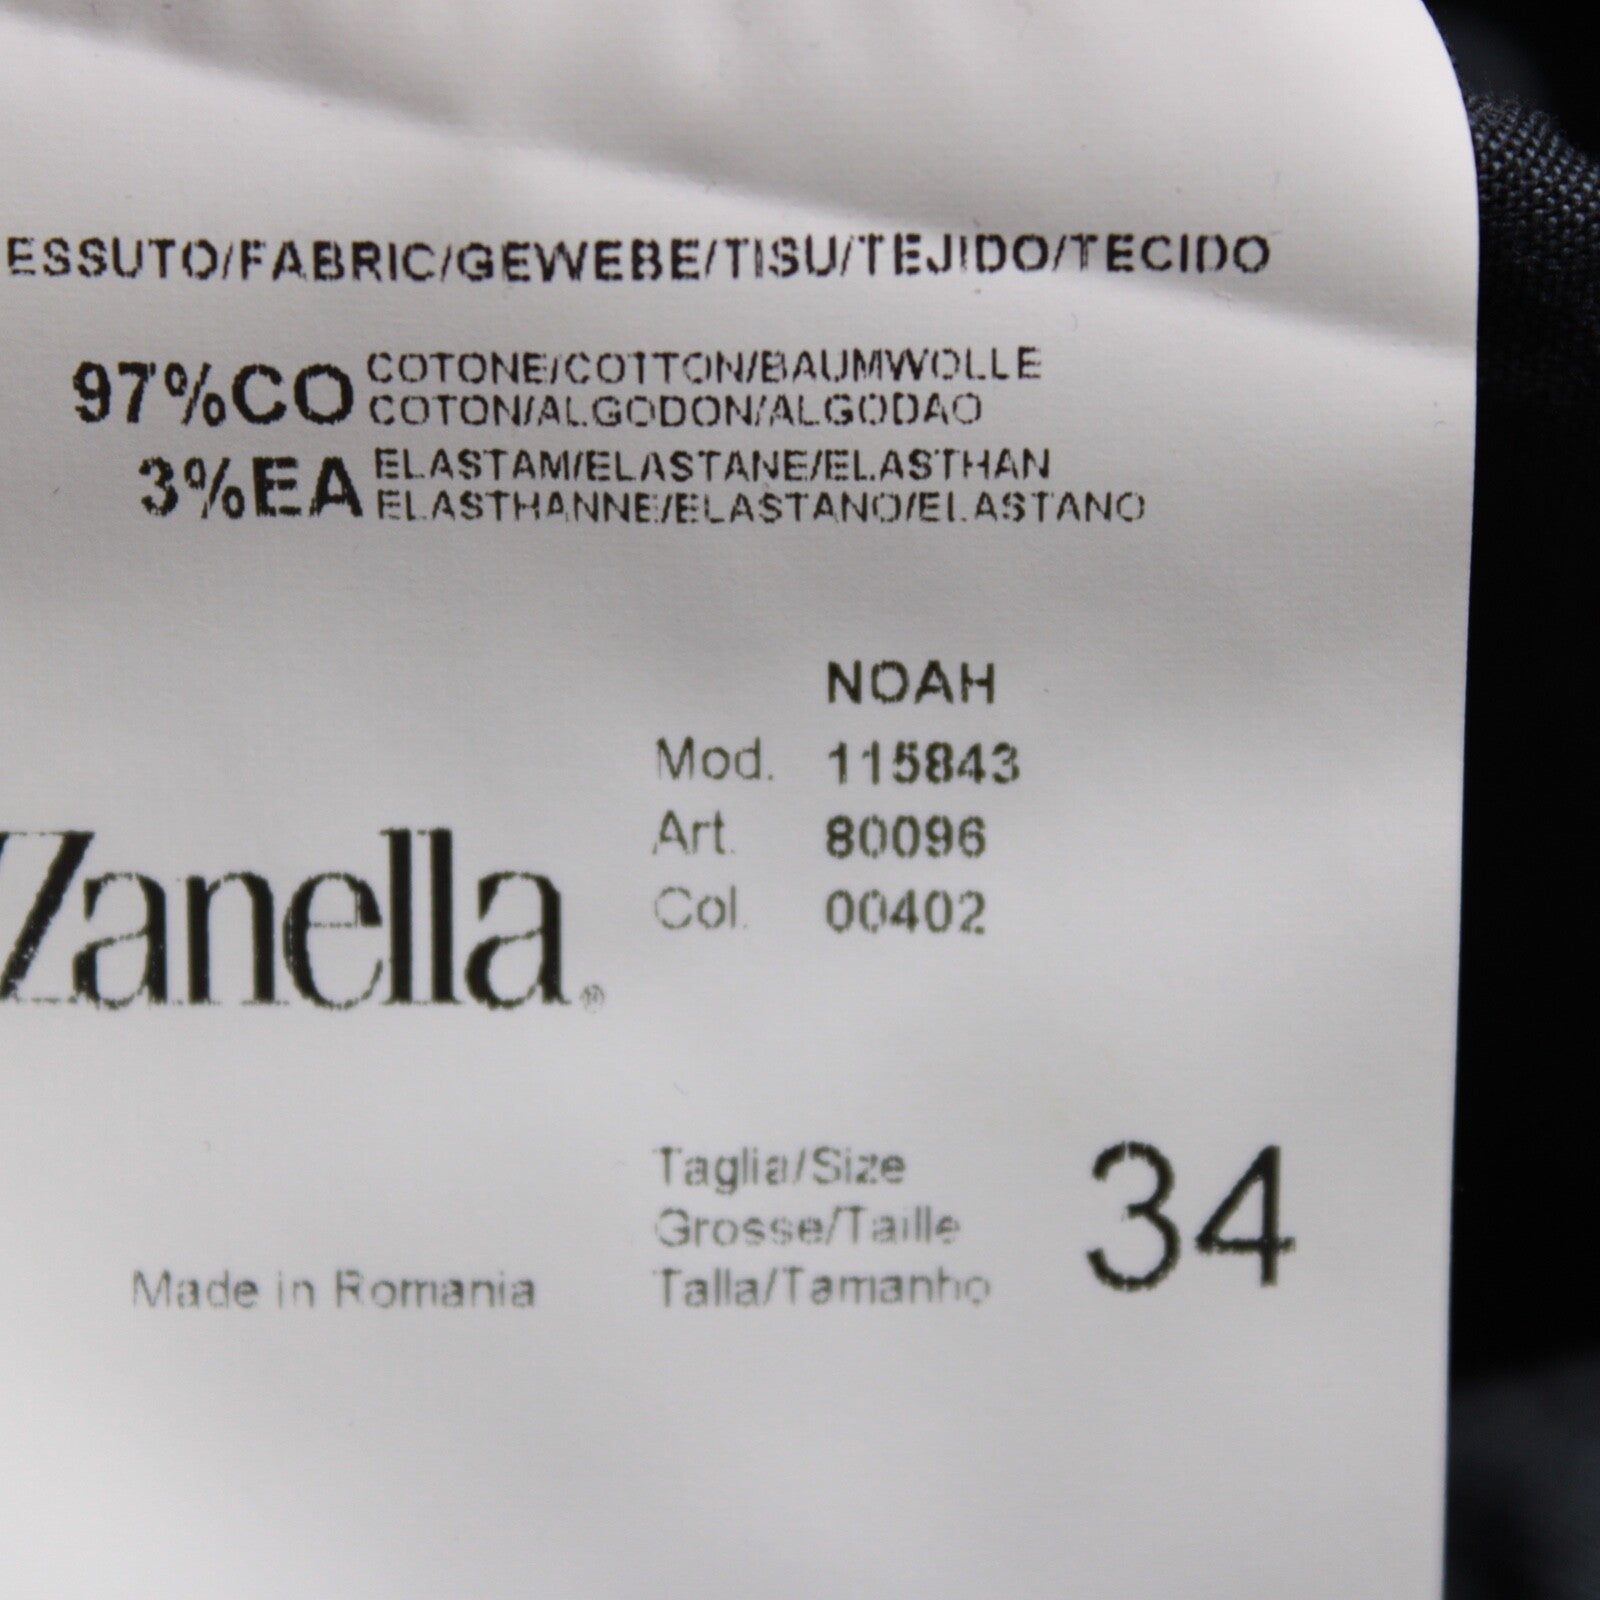 ESSUTO/FABRIC/GEWEBE/TISU/TEJIDO/TECIDO
97%CO COTONE/COTTON/BAUMWOLLE
COTON/ALGODON/ALGODAO
3%EA ELASTAM/ELASTANE/ELASTHAN
ELASTHANNE/ELASTANO/ELASTANO
NOAH
Mod. 115843
Art. 80096
Col. 00402
Zanella®
Taglia/Size
Grosse/Taille
Talla/Tamanho
34
Made in Romania